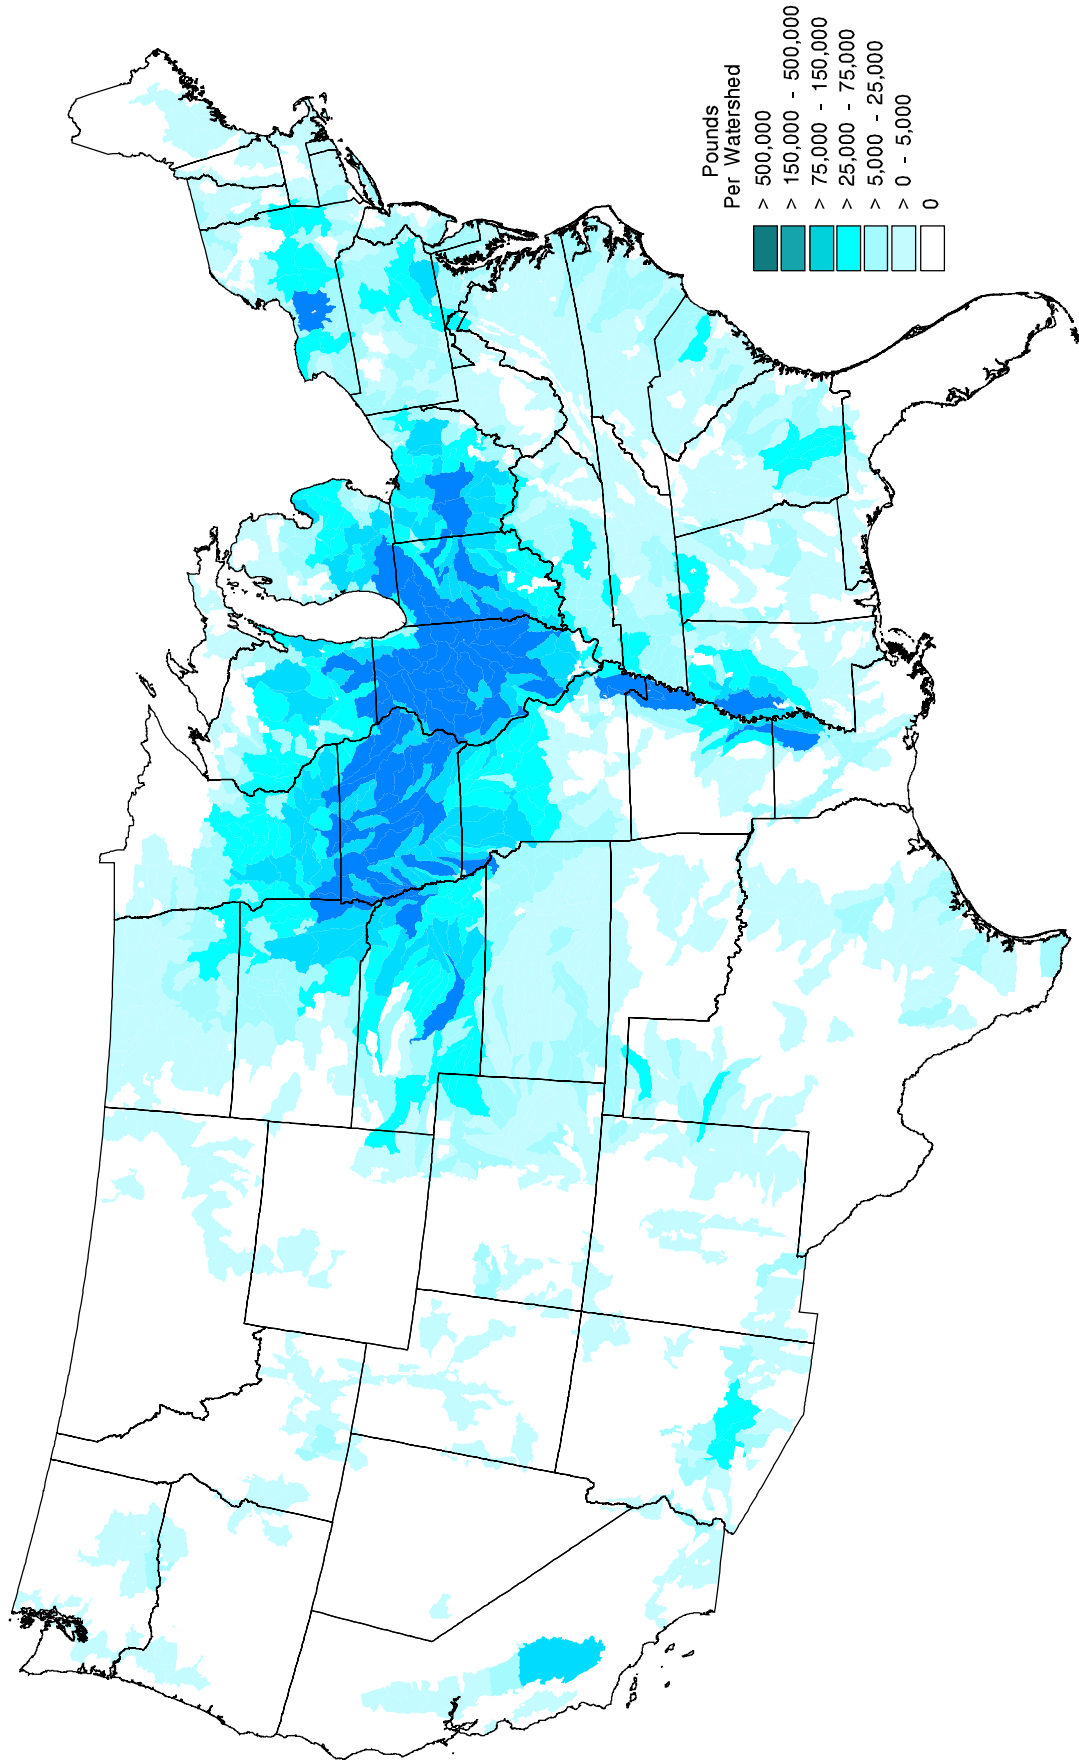 Pounds
Per Watershed
> 500,000
> 150,000 - 500,000
> 75,000 - 150,000
> 25,000 - 75,000
> 5,000 - 25,000
> 0 - 5,000
0